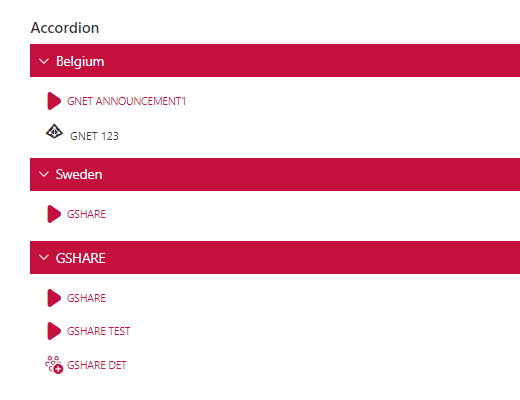 Accordion
Belgium
GNET ANNOUNCEMENT1
GNET 123
Sweden
GSHARE
GSHARE
GSHARE
GSHARE TEST
GSHARE DET